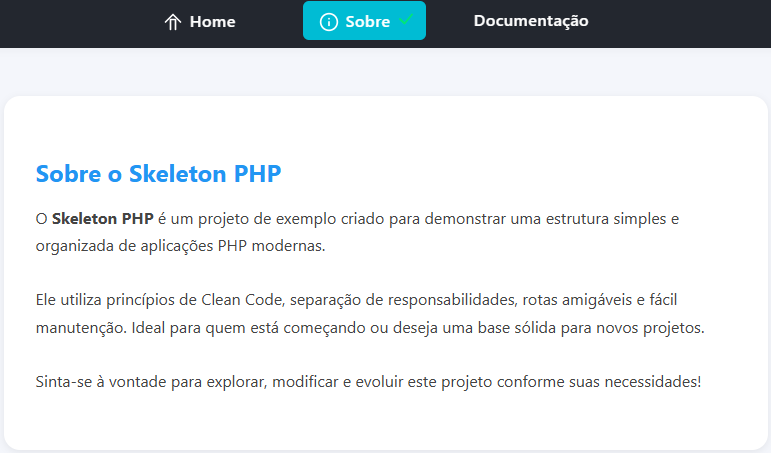 Home Sobre Documentação
Sobre o Skeleton PHP
O Skeleton PHP é um projeto de exemplo criado para demonstrar uma estrutura simples e
organizada de aplicações PHP modernas.
Ele utiliza princípios de Clean Code, separação de responsabilidades, rotas amigáveis e fácil
manutenção. Ideal para quem está começando ou deseja uma base sólida para novos projetos.
Sinta-se à vontade para explorar, modificar e evoluir este projeto conforme suas necessidades!